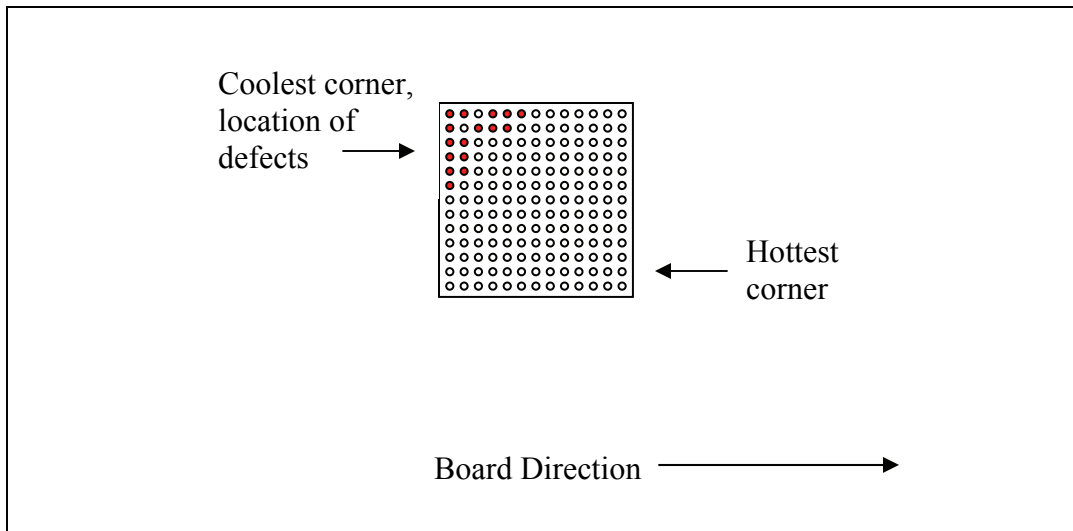 Coolest corner,
location of
defects
Hottest
corner
Board Direction